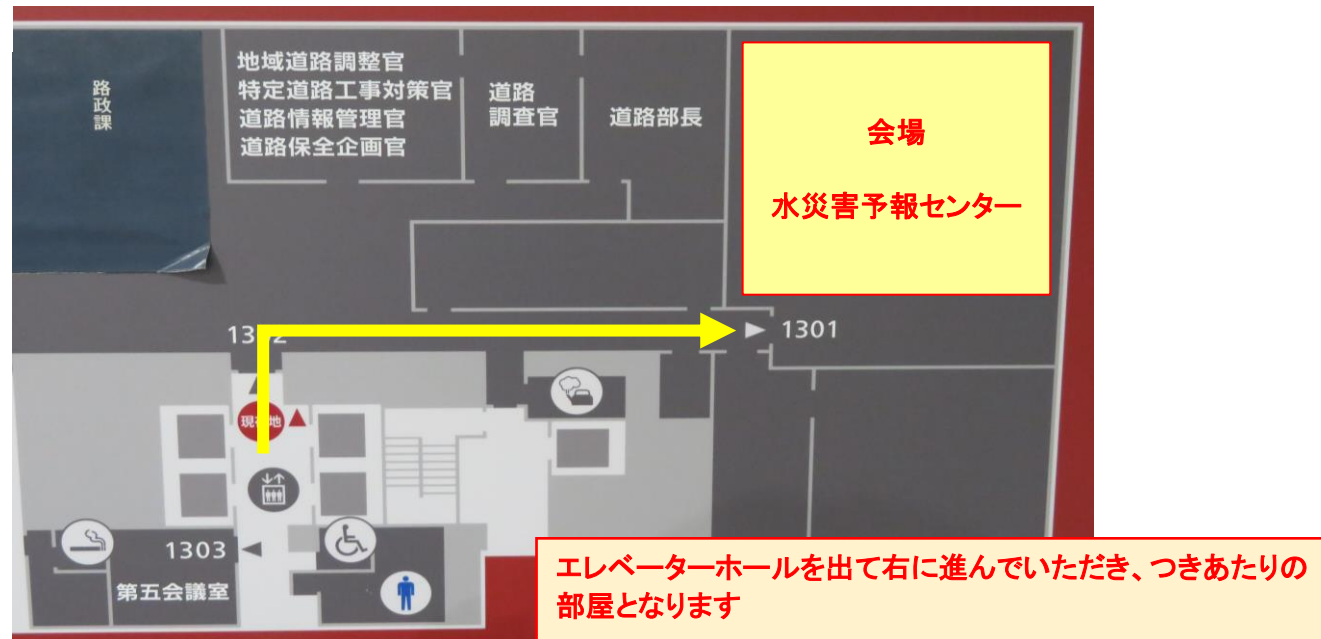 路政課
地域道路調整官
特定道路工事対策官
道路情報管理官
道路保全企画官
道路
調査官
道路部長
会場
水災害予報センター
1301
現在地
1303
第五会議室
エレベーターホールを出て右に進んでいただき、つきあたりの
部屋となります